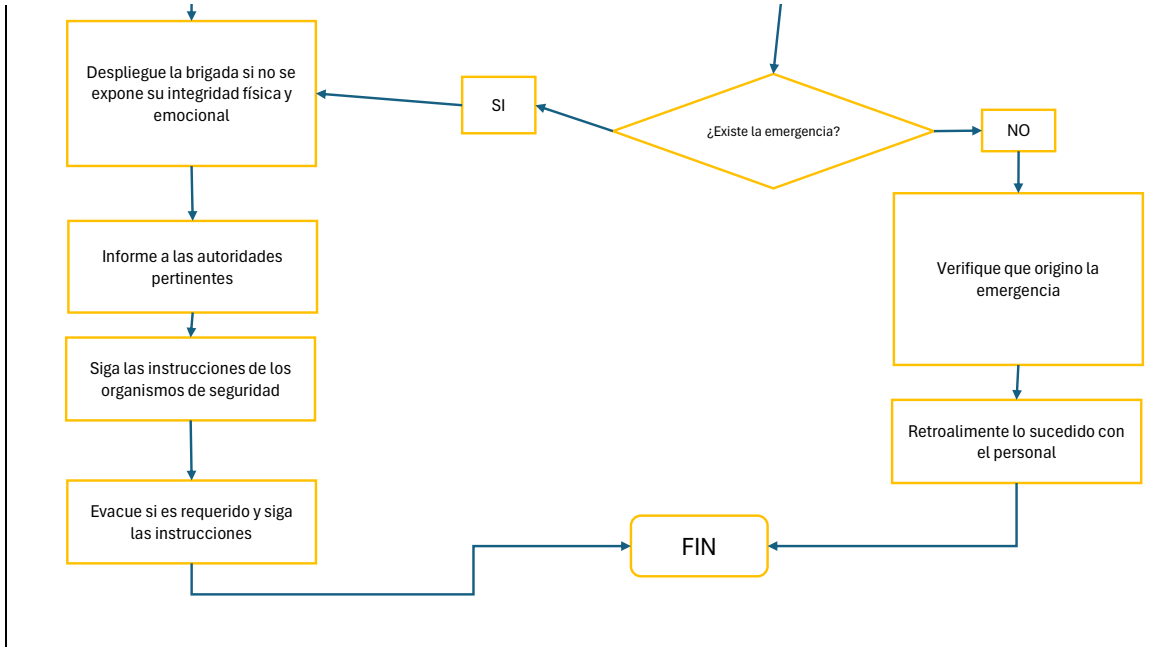 Despliegue la brigada si no se
expone su integridad física y
emocional
SI
¿Existe la emergencia?
NO
Informe a las autoridades
pertinentes
Verifique que origino la
emergencia
Siga las instrucciones de los
organismos de seguridad
Retroalimente lo sucedido con
el personal
Evacue si es requerido y siga
las instrucciones
FIN